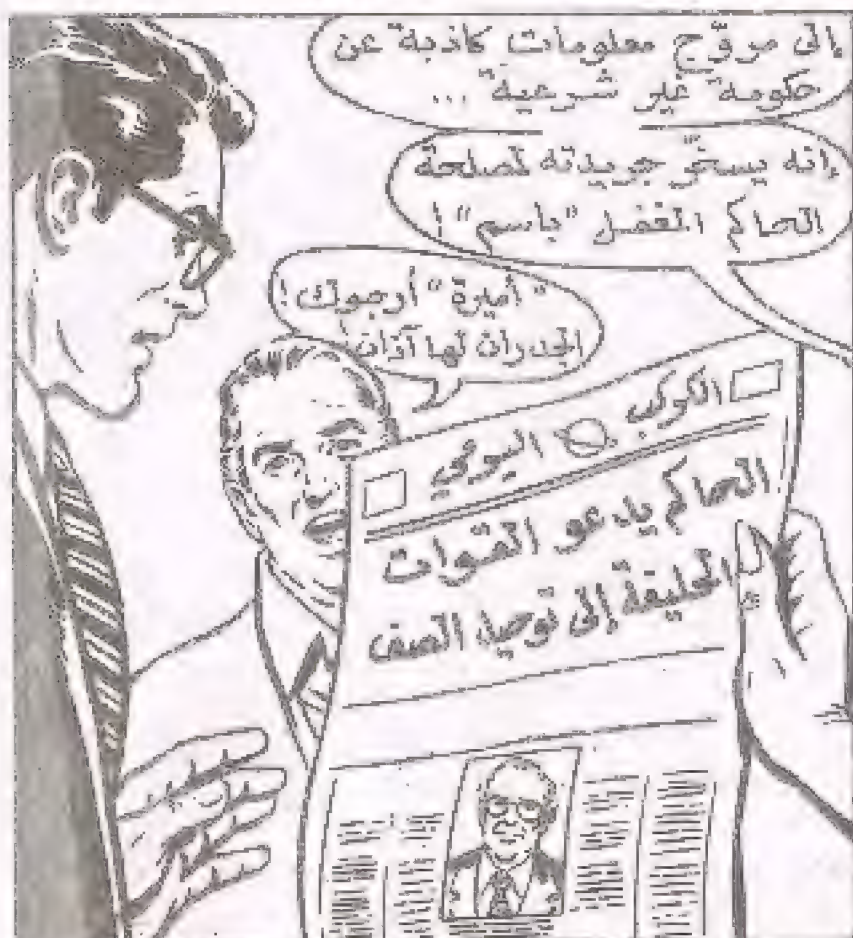 إلى مروّج معلومات كاذبة عن
حكومة غير شرعية ...
إنه يسخّر جريدته لمصلحة
الحاكم المفضل "باسم" !
"أميرة" أرجوك !
الجدران لها آذان !
الكوكب اليومي
الحاكم يدعو القوات
الحليفة إلى توحيد الصف